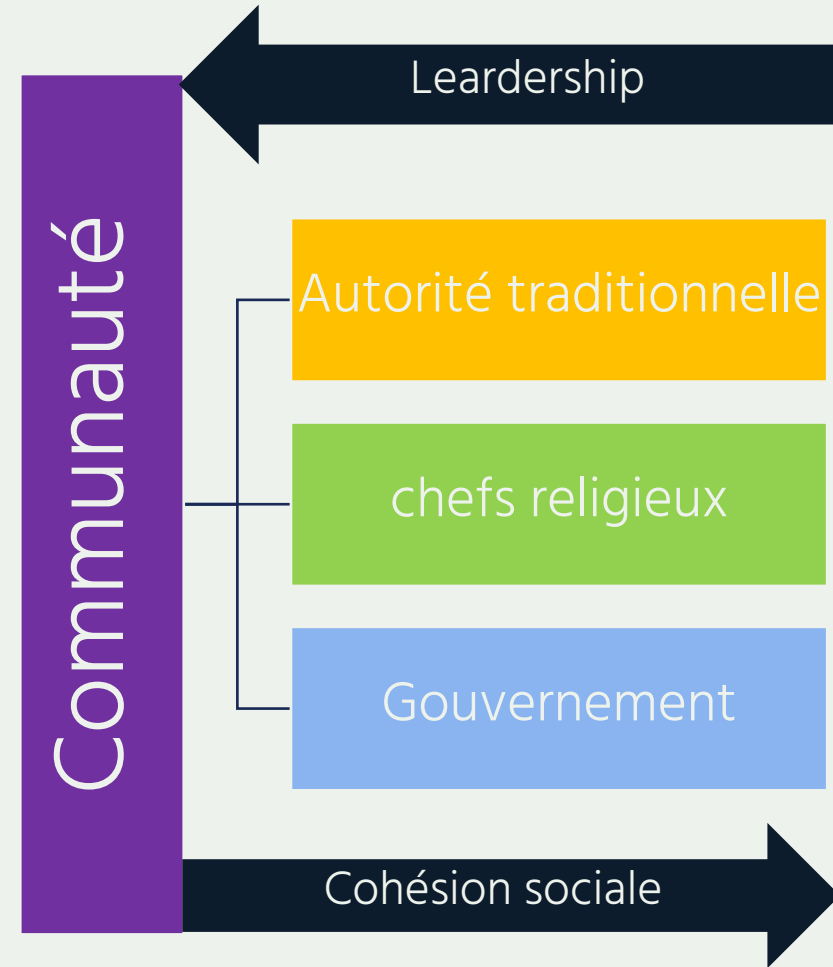 Leardership
Communauté
Autorité traditionnelle
chefs religieux
Gouvernement
Cohésion sociale